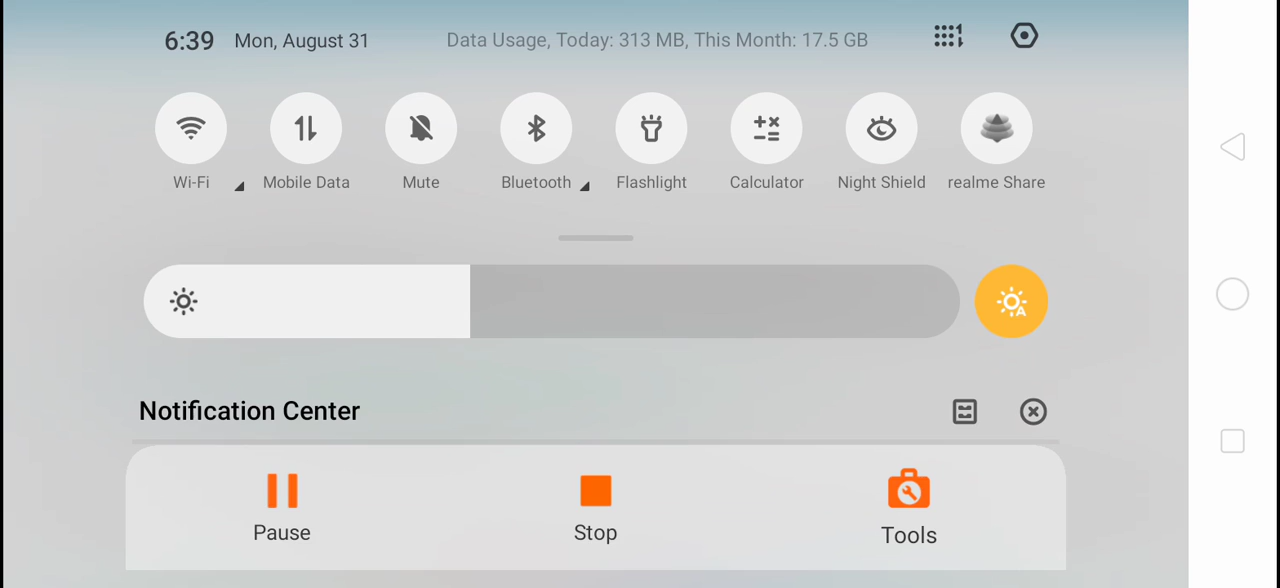 6:39 Mon, August 31 Data Usage, Today: 313 MB, This Month: 17.5 GB
Wi-Fi Mobile Data Mute Bluetooth Flashlight Calculator Night Shield realme Share
Notification Center
Pause Stop Tools